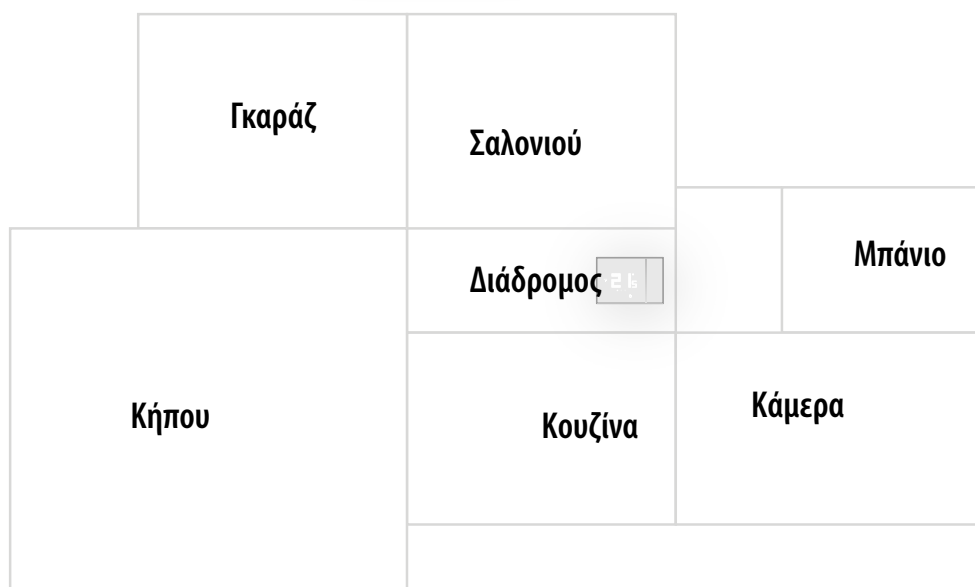 Γκαράζ
Σαλονιού
Μπάνιο
Διάδρομος
Κάμερα
Κήπου
Κουζίνα